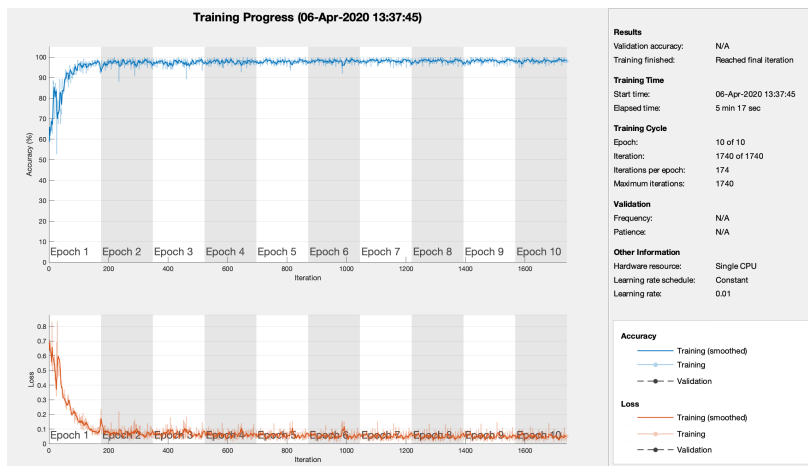 Training Progress (06-Apr-2020 13:37:45)
100
90
80
70
60
50
40
30
20
10
0
Accuracy (%)
Epoch 1 Epoch 2 Epoch 3 Epoch 4 Epoch 5 Epoch 6 Epoch 7 Epoch 8 Epoch 9 Epoch 10
0 200 400 600 800 1000 1200 1400 1600
Iteration
0.8
0.7
0.6
0.5
0.4
0.3
0.2
0.1
0
Loss
Epoch 1 Epoch 2 Epoch 3 Epoch 4 Epoch 5 Epoch 6 Epoch 7 Epoch 8 Epoch 9 Epoch 10
0 200 400 600 800 1000 1200 1400 1600
Iteration
Results
Validation accuracy: N/A
Training finished: Reached final iteration
Training Time
Start time: 06-Apr-2020 13:37:45
Elapsed time: 5 min 17 sec
Training Cycle
Epoch: 10 of 10
Iteration: 1740 of 1740
Iterations per epoch: 174
Maximum iterations: 1740
Validation
Frequency: N/A
Patience: N/A
Other Information
Hardware resource: Single CPU
Learning rate schedule: Constant
Learning rate: 0.01
Accuracy
Training (smoothed)
Training
Validation
Loss
Training (smoothed)
Training
Validation